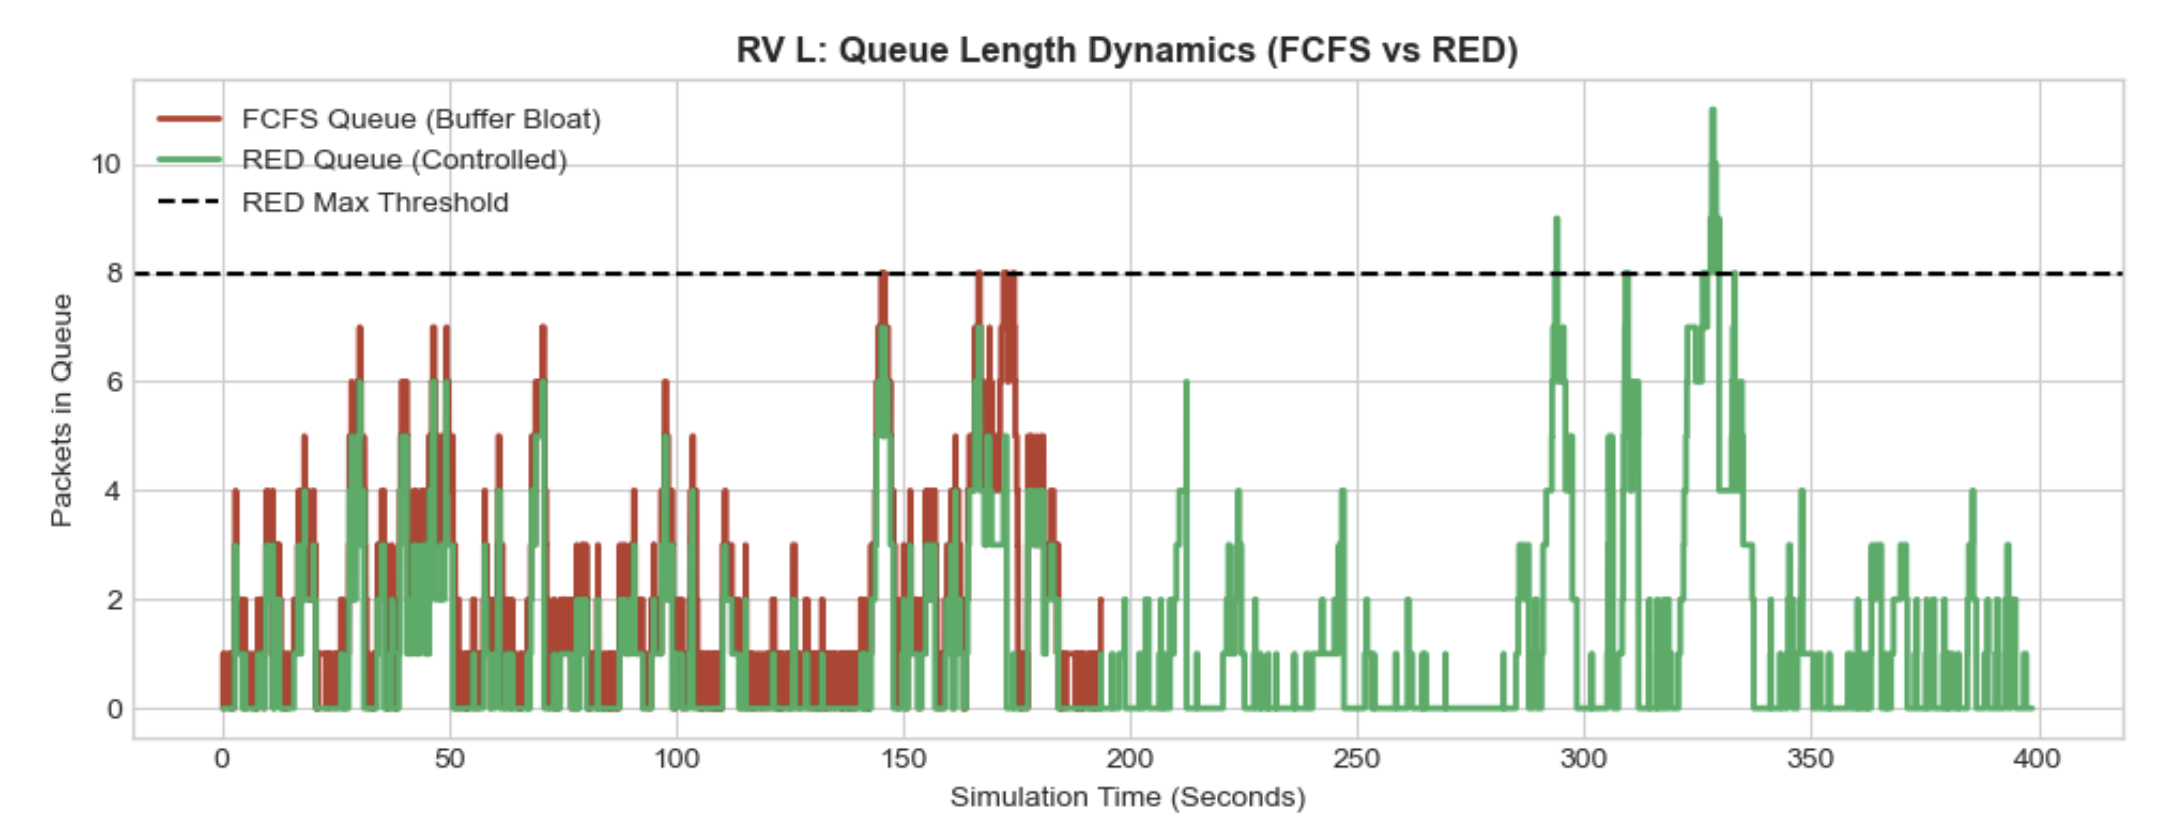 RV L: Queue Length Dynamics (FCFS vs RED)
FCFS Queue (Buffer Bloat)
RED Queue (Controlled)
RED Max Threshold
10
8
6
4
2
0
Packets in Queue
0 50 100 150 200 250 300 350 400
Simulation Time (Seconds)